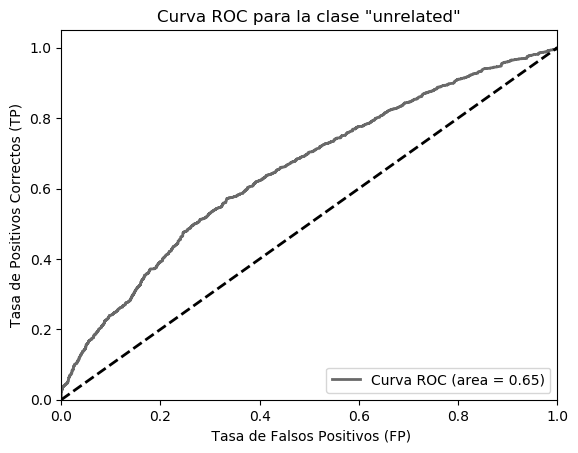 Curva ROC para la clase "unrelated"
Tasa de Positivos Correctos (TP)
1.0
0.8
0.6
0.4
0.2
0.0
0.0 0.2 0.4 0.6 0.8 1.0
Curva ROC (area = 0.65)
Tasa de Falsos Positivos (FP)